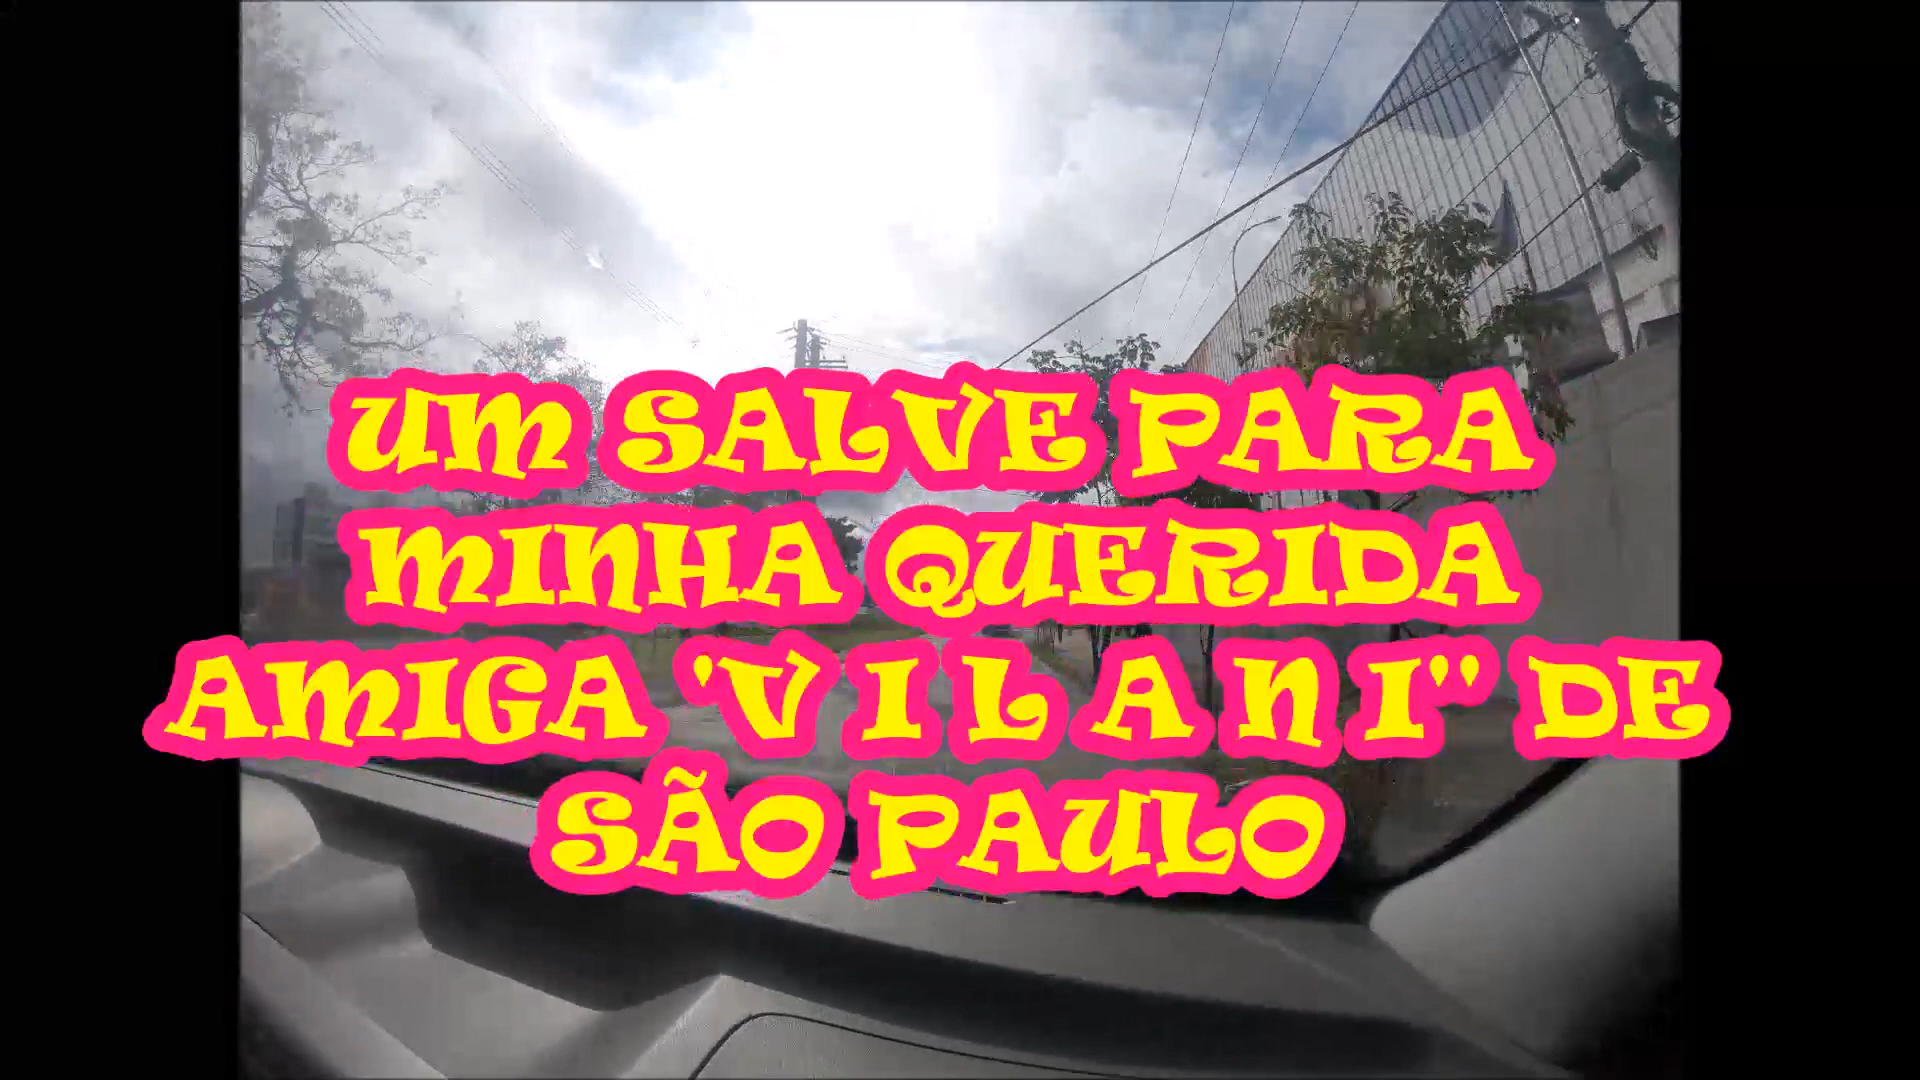 UM SALVE PARA
MINHA QUERIDA
AMIGA 'V I L A N I'' DE
SÃO PAULO